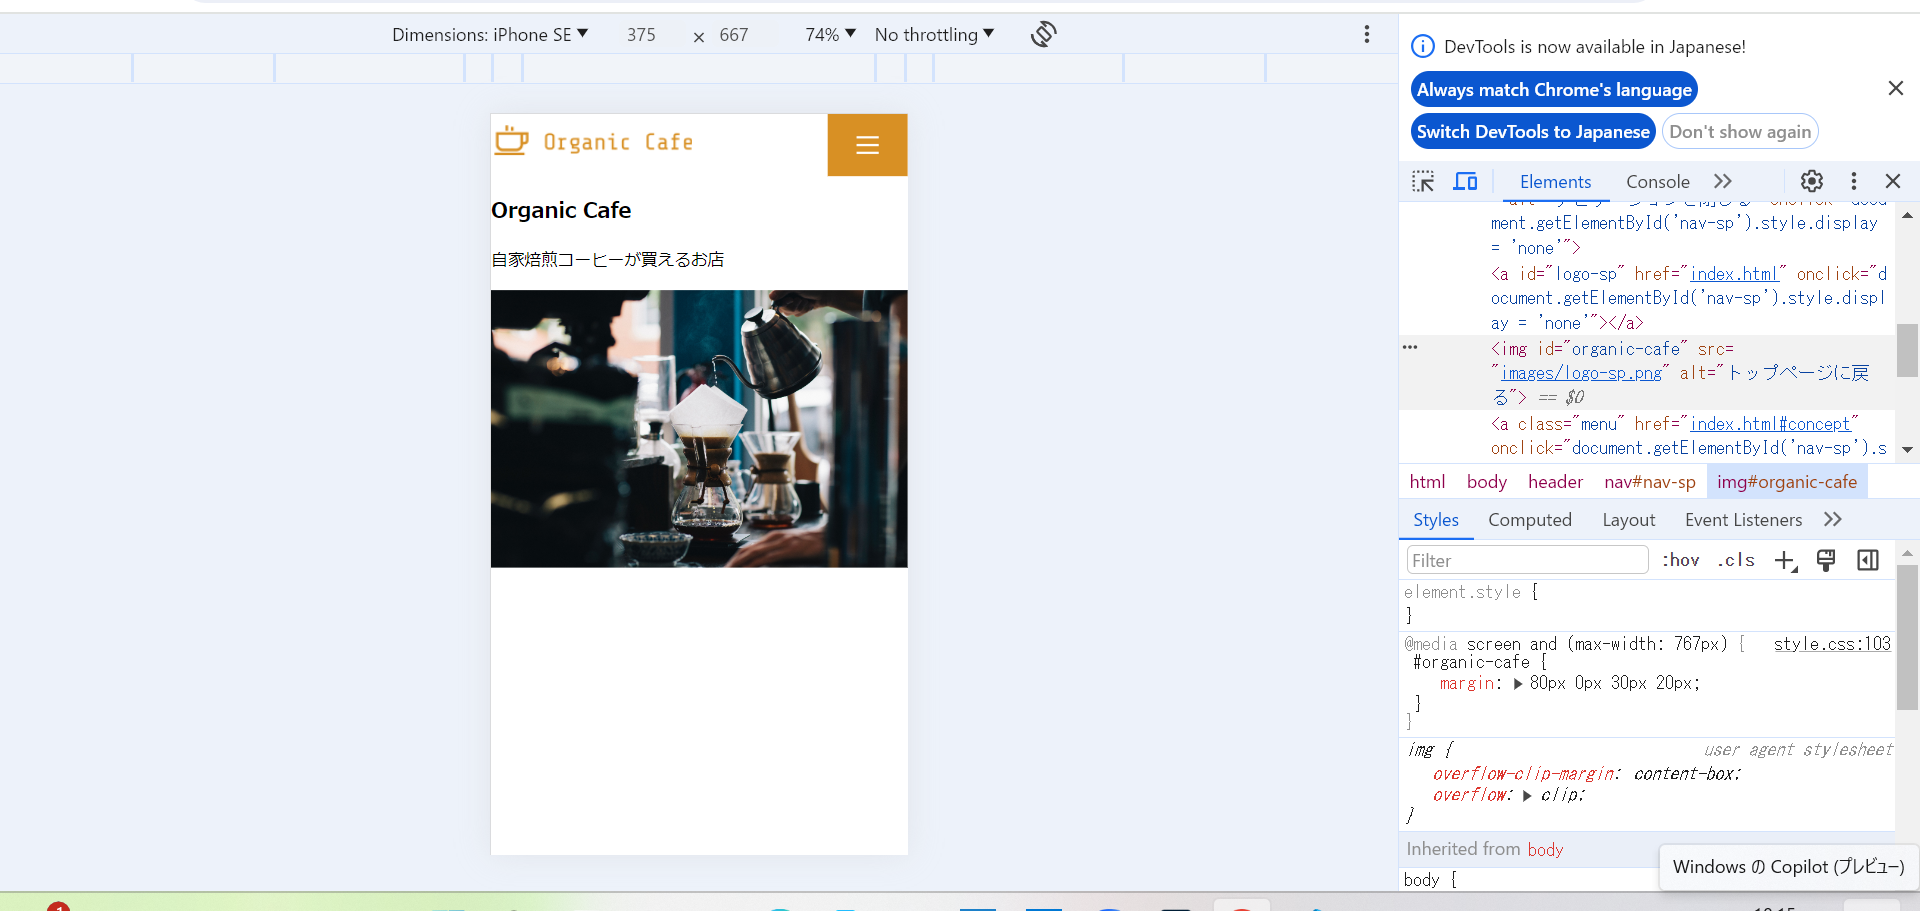 Dimensions: iPhone SE ▼ 375 × 667 74% ▼ No throttling ▼
DevTools is now available in Japanese!
Always match Chrome's language
Switch DevTools to Japanese Don't show again
Elements Console
ment.getElementById('nav-sp').style.display
= 'none'">
<a id="logo-sp" href="index.html" onclick="d
ocument.getElementById('nav-sp').style.displ
ay = 'none'"></a>
<img id="organic-cafe" src=
"images/logo-sp.png" alt="トップページに戻
る"> == $0
<a class="menu" href="index.html#concept"
onclick="document.getElementById('nav-sp').s
html body header nav#nav-sp img#organic-cafe
Styles Computed Layout Event Listeners
Filter :hov .cls
element.style {
}
@media screen and (max-width: 767px) { style.css:103
#organic-cafe {
margin: ▶ 80px 0px 30px 20px;
}
}
img { user agent stylesheet
overflow-clip-margin: content-box;
overflow: ▶ clip;
}
Inherited from body
body {
Windows の Copilot (プレビュー)
Organic Cafe
Organic Cafe
自家焙煎コーヒーが買えるお店